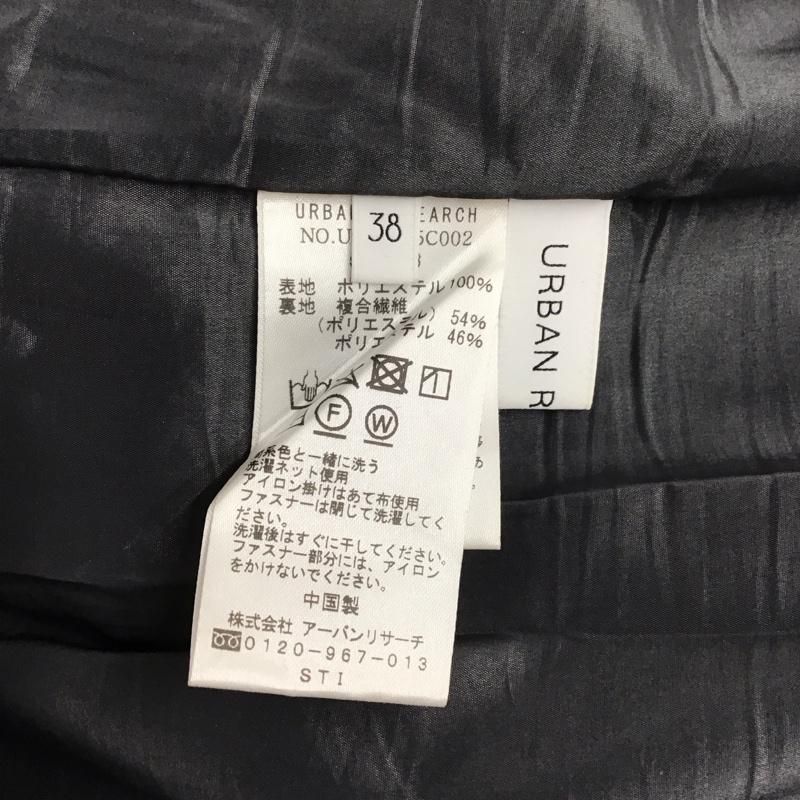 38
NO.U 5C002
表地 ポリエステル 100%
裏地 複合繊維
(ポリエステル) 54%
ポリエステル 46%
F
W
系色と一緒に洗う
洗濯ネット使用
アイロン掛けはあて布使用
ファスナーは閉じて洗濯してく
ださい。
洗濯後はすぐに干してください。
ファスナー部分には、アイロン
をかけないでください。
中国製
株式会社 アーバンリサーチ
0120-967-013
STI
URBAN R